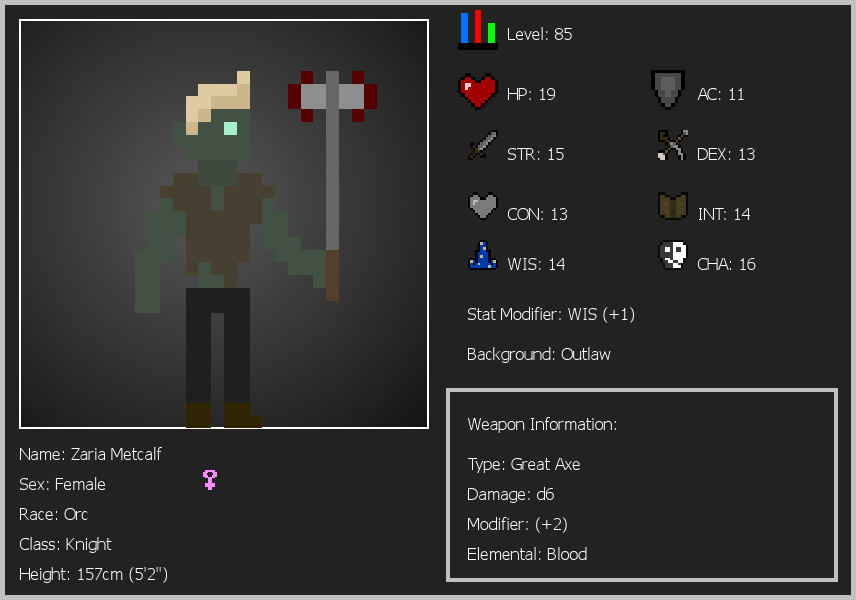 Level: 85
HP: 19
AC: 11
STR: 15
DEX: 13
CON: 13
INT: 14
WIS: 14
CHA: 16
Stat Modifier: WIS (+1)
Background: Outlaw
Weapon Information:
Type: Great Axe
Damage: d6
Modifier: (+2)
Elemental: Blood
Name: Zaria Metcalf
Sex: Female
Race: Orc
Class: Knight
Height: 157cm (5'2")